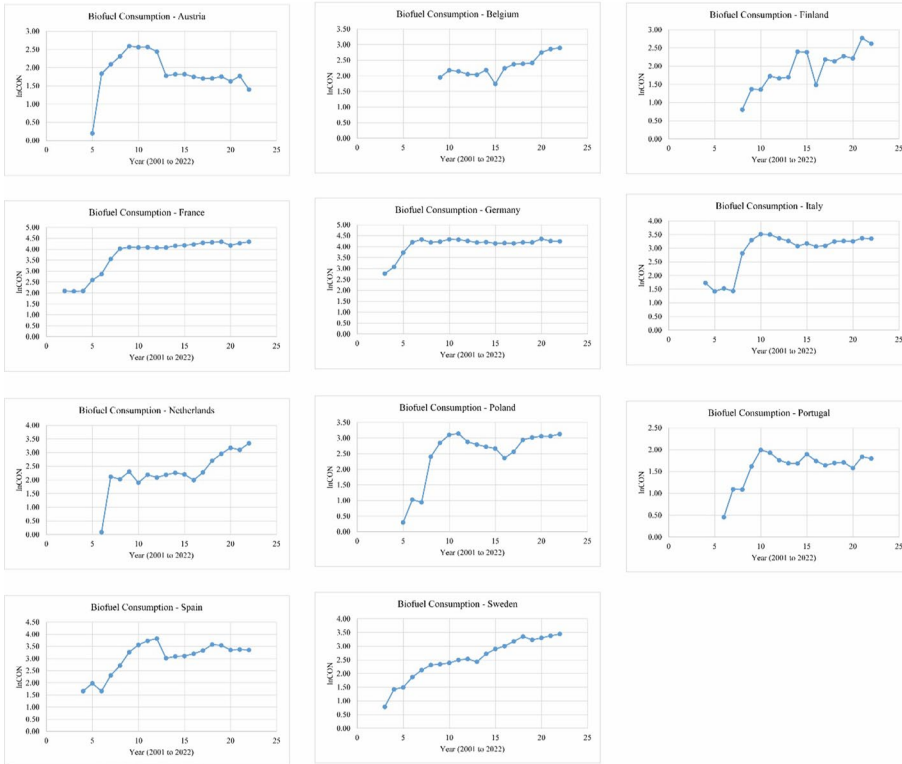 Biofuel Consumption - Austria
lnCON
3.00
2.50
2.00
1.50
1.00
0.50
0.00
0 5 10 15 20 25
Year (2001 to 2022)
Biofuel Consumption - Belgium
lnCON
3.50
3.00
2.50
2.00
1.50
1.00
0.50
0.00
0 5 10 15 20 25
Year (2001 to 2022)
Biofuel Consumption - Finland
lnCON
3.00
2.50
2.00
1.50
1.00
0.50
0.00
0 5 10 15 20 25
Year (2001 to 2022)
Biofuel Consumption - France
lnCON
5.00
4.50
4.00
3.50
3.00
2.50
2.00
1.50
1.00
0.50
0.00
0 5 10 15 20 25
Year (2001 to 2022)
Biofuel Consumption - Germany
lnCON
5.00
4.50
4.00
3.50
3.00
2.50
2.00
1.50
1.00
0.50
0.00
0 5 10 15 20 25
Year (2001 to 2022)
Biofuel Consumption - Italy
lnCON
4.00
3.50
3.00
2.50
2.00
1.50
1.00
0.50
0.00
0 5 10 15 20 25
Year (2001 to 2022)
Biofuel Consumption - Netherlands
lnCON
4.00
3.50
3.00
2.50
2.00
1.50
1.00
0.50
0.00
0 5 10 15 20 25
Year (2001 to 2022)
Biofuel Consumption - Poland
lnCON
3.50
3.00
2.50
2.00
1.50
1.00
0.50
0.00
0 5 10 15 20 25
Year (2001 to 2022)
Biofuel Consumption - Portugal
lnCON
2.50
2.00
1.50
1.00
0.50
0.00
0 5 10 15 20 25
Year (2001 to 2022)
Biofuel Consumption - Spain
lnCON
4.50
4.00
3.50
3.00
2.50
2.00
1.50
1.00
0.50
0.00
0 5 10 15 20 25
Year (2001 to 2022)
Biofuel Consumption - Sweden
lnCON
4.00
3.50
3.00
2.50
2.00
1.50
1.00
0.50
0.00
0 5 10 15 20 25
Year (2001 to 2022)